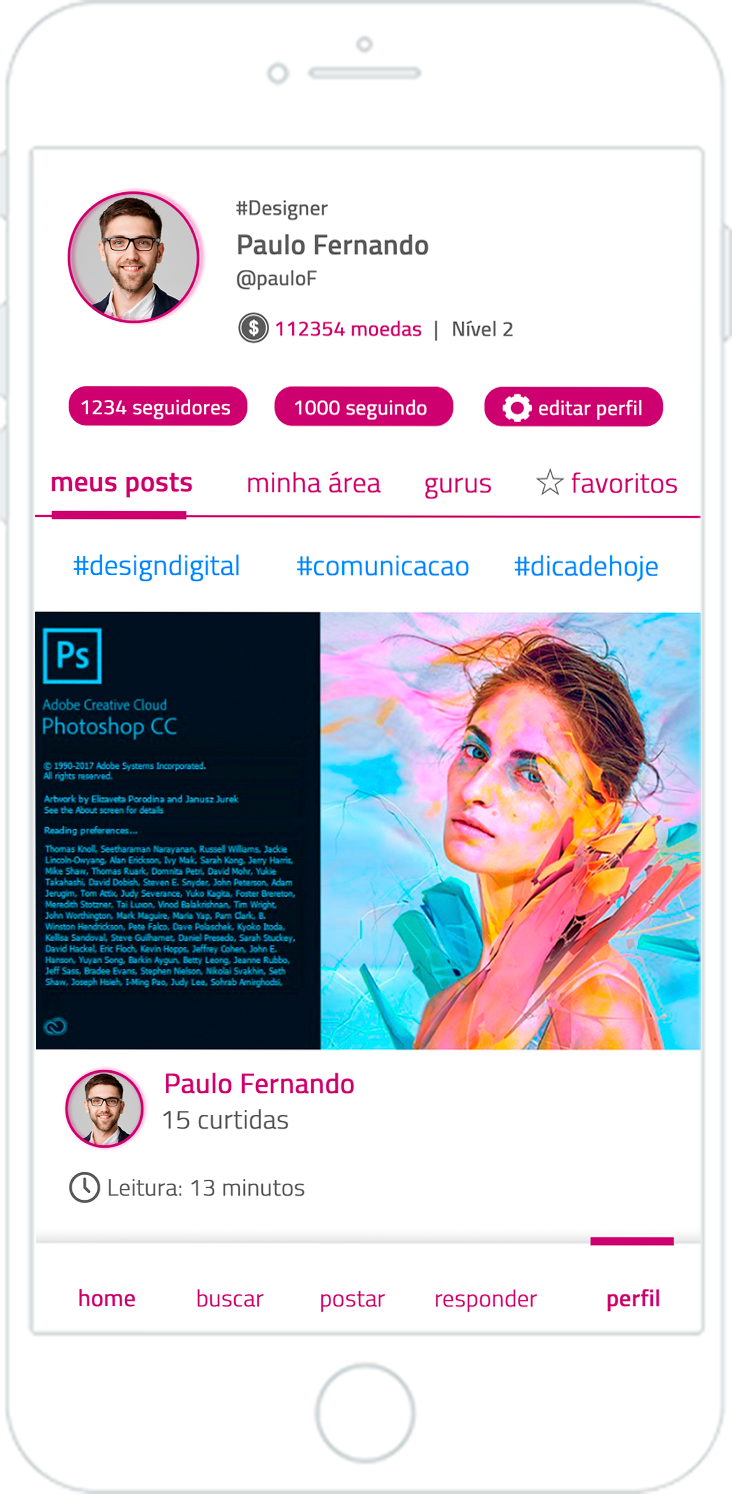 #Designer
Paulo Fernando
@pauloF
$ 112354 moedas | Nível 2
1234 seguidores 1000 seguindo editar perfil
meus posts minha área gurus favoritos
#designdigital #comunicacao #dicadehoje
Ps
Adobe Creative Cloud
Photoshop CC
© 1990-2017 Adobe Systems Incorporated.
All rights reserved.
Artwork by Elizaveta Porodina and Janusz Jurek
See the About screen for details
Reading preferences...
Thomas Knoll, Seetharaman Narayanan, Russell Williams, Jackie
Lincoln-Owyang, Alan Erickson, Ivy Mak, Sarah Kong, Jerry Harris,
Mike Shaw, Thomas Ruark, Domnita Petri, David Mohr, Yukie
Takahashi, David Dobish, Steven E. Snyder, John Peterson, Adam
Jerugim, Tom Attix, Judy Severance, Yuko Kagita, Foster Brereton,
Meredith Stotzner, Tai Luxon, Vinod Balakrishnan, Tim Wright,
John Worthington, Mark Maguire, Maria Yap, Pam Clark, B.
Winston Hendrickson, Pete Falco, Dave Polaschek, Kyoko Itoda,
Kellisa Sandoval, Steve Guilhamet, Daniel Presedo, Sarah Stuckey,
David Hackel, Eric Floch, Kevin Hopps, Jeffrey Cohen, John E.
Hanson, Yuyan Song, Barkin Aygun, Betty Leong, Jeanne Rubbo,
Jeff Sass, Bradee Evans, Stephen Nielson, Nikolai Svakhin, Seth
Shaw, Joseph Hsieh, I-Ming Pao, Judy Lee, Sohrab Amirghodsi,
Paulo Fernando
15 curtidas
Leitura: 13 minutos
home buscar postar responder perfil